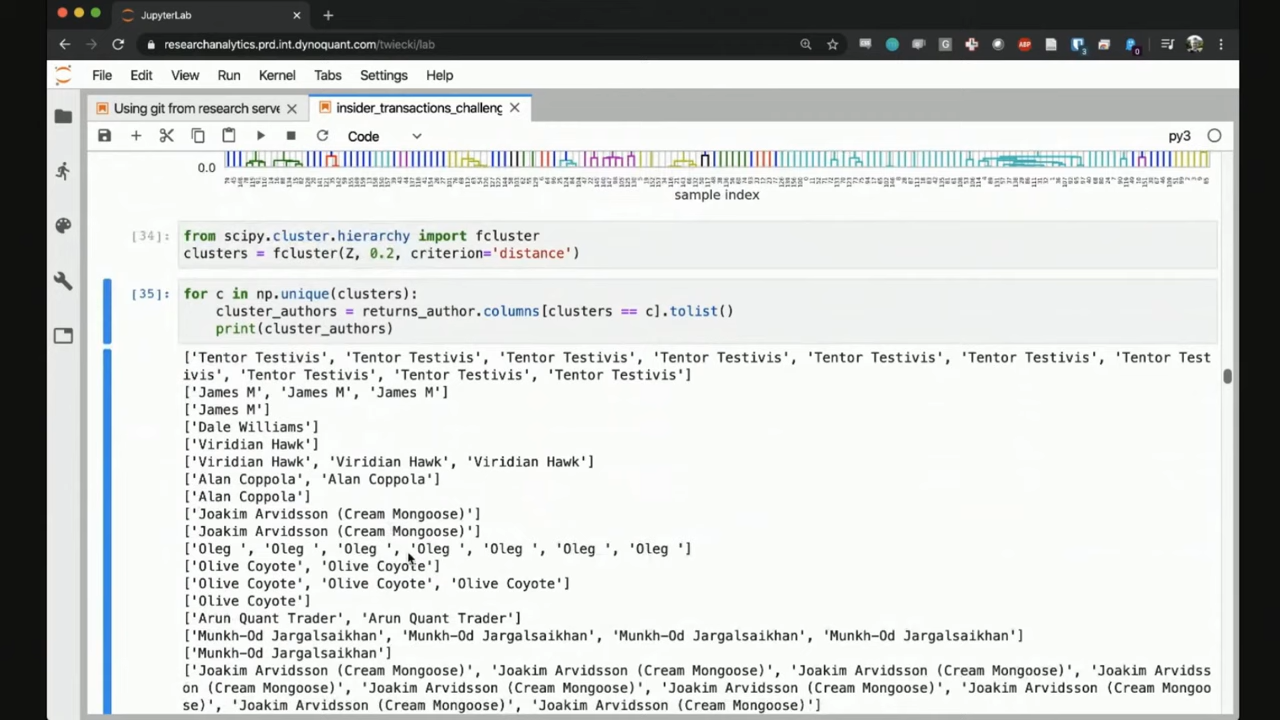 JupyterLab
researchanalytics.prd.int.dynoquant.com/twiecki/lab
File Edit View Run Kernel Tabs Settings Help
Using git from research serve insider_transactions_challeng
Code py3
0.0
sample index
[34]: from scipy.cluster.hierarchy import fcluster
clusters = fcluster(Z, 0.2, criterion='distance')
[35]: for c in np.unique(clusters):
cluster_authors = returns_author.columns[clusters == c].tolist()
print(cluster_authors)
['Tentor Testivis', 'Tentor Testivis', 'Tentor Testivis', 'Tentor Testivis', 'Tentor Testivis', 'Tentor Testivis', 'Tentor Test
ivis', 'Tentor Testivis', 'Tentor Testivis', 'Tentor Testivis']
['James M', 'James M', 'James M']
['James M']
['Dale Williams']
['Viridian Hawk']
['Viridian Hawk', 'Viridian Hawk', 'Viridian Hawk']
['Alan Coppola', 'Alan Coppola']
['Alan Coppola']
['Joakim Arvidsson (Cream Mongoose)']
['Joakim Arvidsson (Cream Mongoose)']
['Oleg ', 'Oleg ', 'Oleg ', 'Oleg ', 'Oleg ', 'Oleg ', 'Oleg ']
['Olive Coyote', 'Olive Coyote']
['Olive Coyote', 'Olive Coyote', 'Olive Coyote']
['Olive Coyote']
['Arun Quant Trader', 'Arun Quant Trader']
['Munkh-Od Jargalsaikhan', 'Munkh-Od Jargalsaikhan', 'Munkh-Od Jargalsaikhan', 'Munkh-Od Jargalsaikhan']
['Munkh-Od Jargalsaikhan']
['Joakim Arvidsson (Cream Mongoose)', 'Joakim Arvidsson (Cream Mongoose)', 'Joakim Arvidsson (Cream Mongoose)', 'Joakim Arvidss
on (Cream Mongoose)', 'Joakim Arvidsson (Cream Mongoose)', 'Joakim Arvidsson (Cream Mongoose)', 'Joakim Arvidsson (Cream Mongoo
se)', 'Joakim Arvidsson (Cream Mongoose)', 'Joakim Arvidsson (Cream Mongoose)']